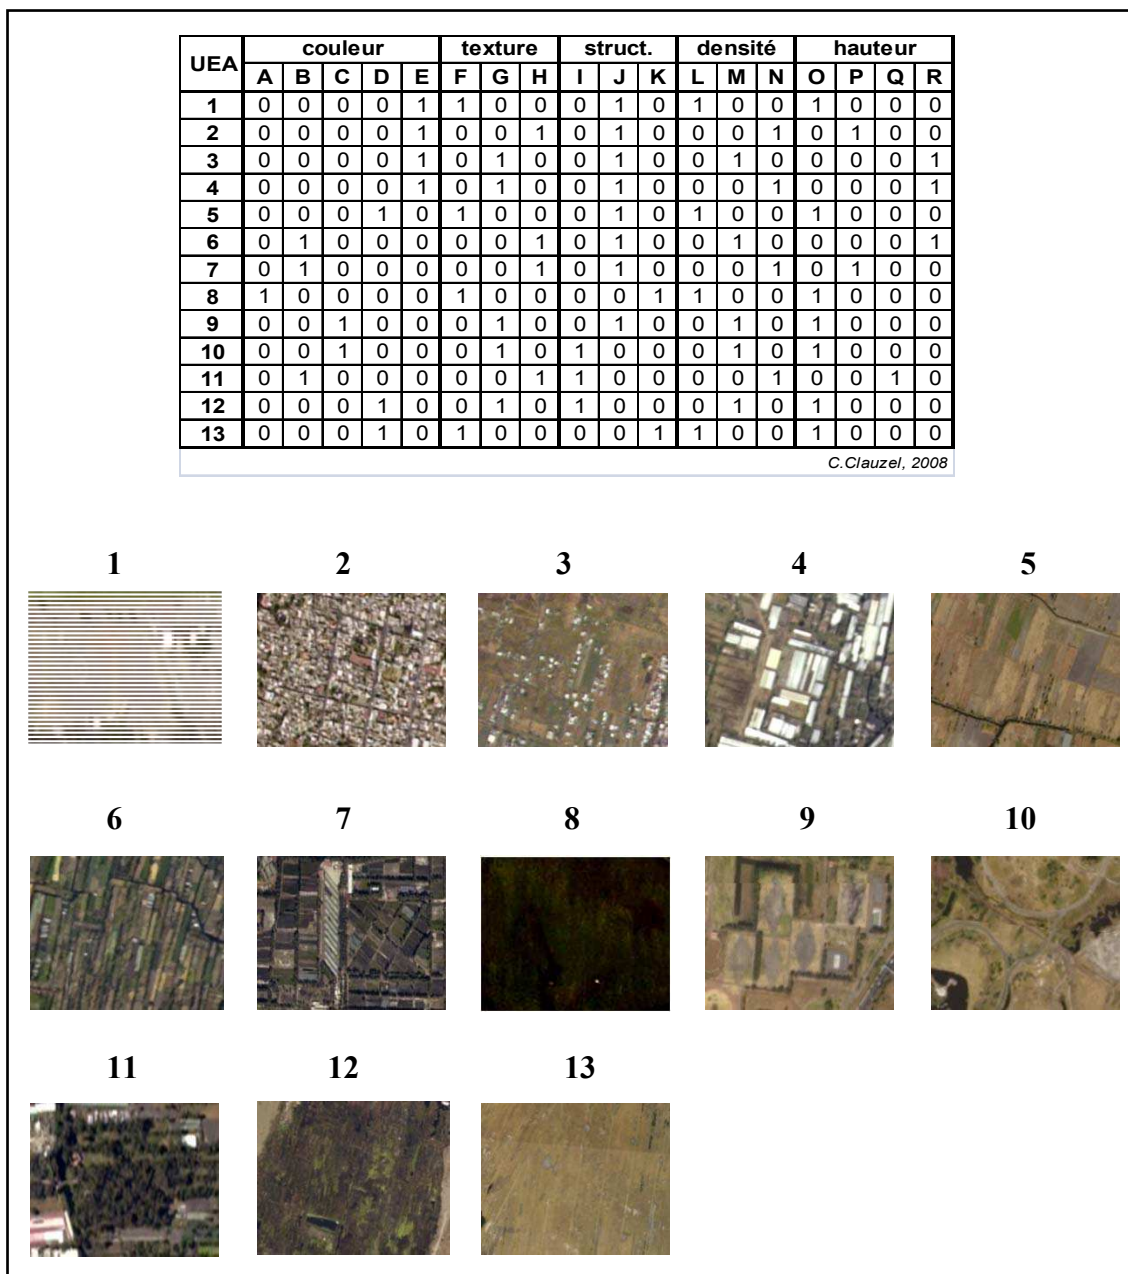 UEA couleur texture struct. densité hauteur
A B C D E F G H I J K L M N O P Q R
1 0 0 0 0 1 1 0 0 0 1 0 1 0 0 1 0 0 0
2 0 0 0 0 1 0 0 1 0 1 0 0 0 1 0 1 0 0
3 0 0 0 0 1 0 1 0 0 1 0 0 1 0 0 0 0 1
4 0 0 0 0 1 0 1 0 0 1 0 0 0 1 0 0 0 1
5 0 0 0 1 0 1 0 0 0 1 0 1 0 0 1 0 0 0
6 0 1 0 0 0 0 0 1 0 1 0 0 1 0 0 0 0 1
7 0 1 0 0 0 0 0 1 0 1 0 0 0 1 0 1 0 0
8 1 0 0 0 0 1 0 0 0 0 1 1 0 0 1 0 0 0
9 0 0 1 0 0 0 1 0 0 1 0 0 1 0 1 0 0 0
10 0 0 1 0 0 0 1 0 1 0 0 0 1 0 1 0 0 0
11 0 1 0 0 0 0 0 1 1 0 0 0 0 1 0 0 1 0
12 0 0 0 1 0 0 1 0 1 0 0 0 1 0 1 0 0 0
13 0 0 0 1 0 1 0 0 0 0 1 1 0 0 1 0 0 0
C.Clauzel, 2008
1 2 3 4 5
6 7 8 9 10
11 12 13